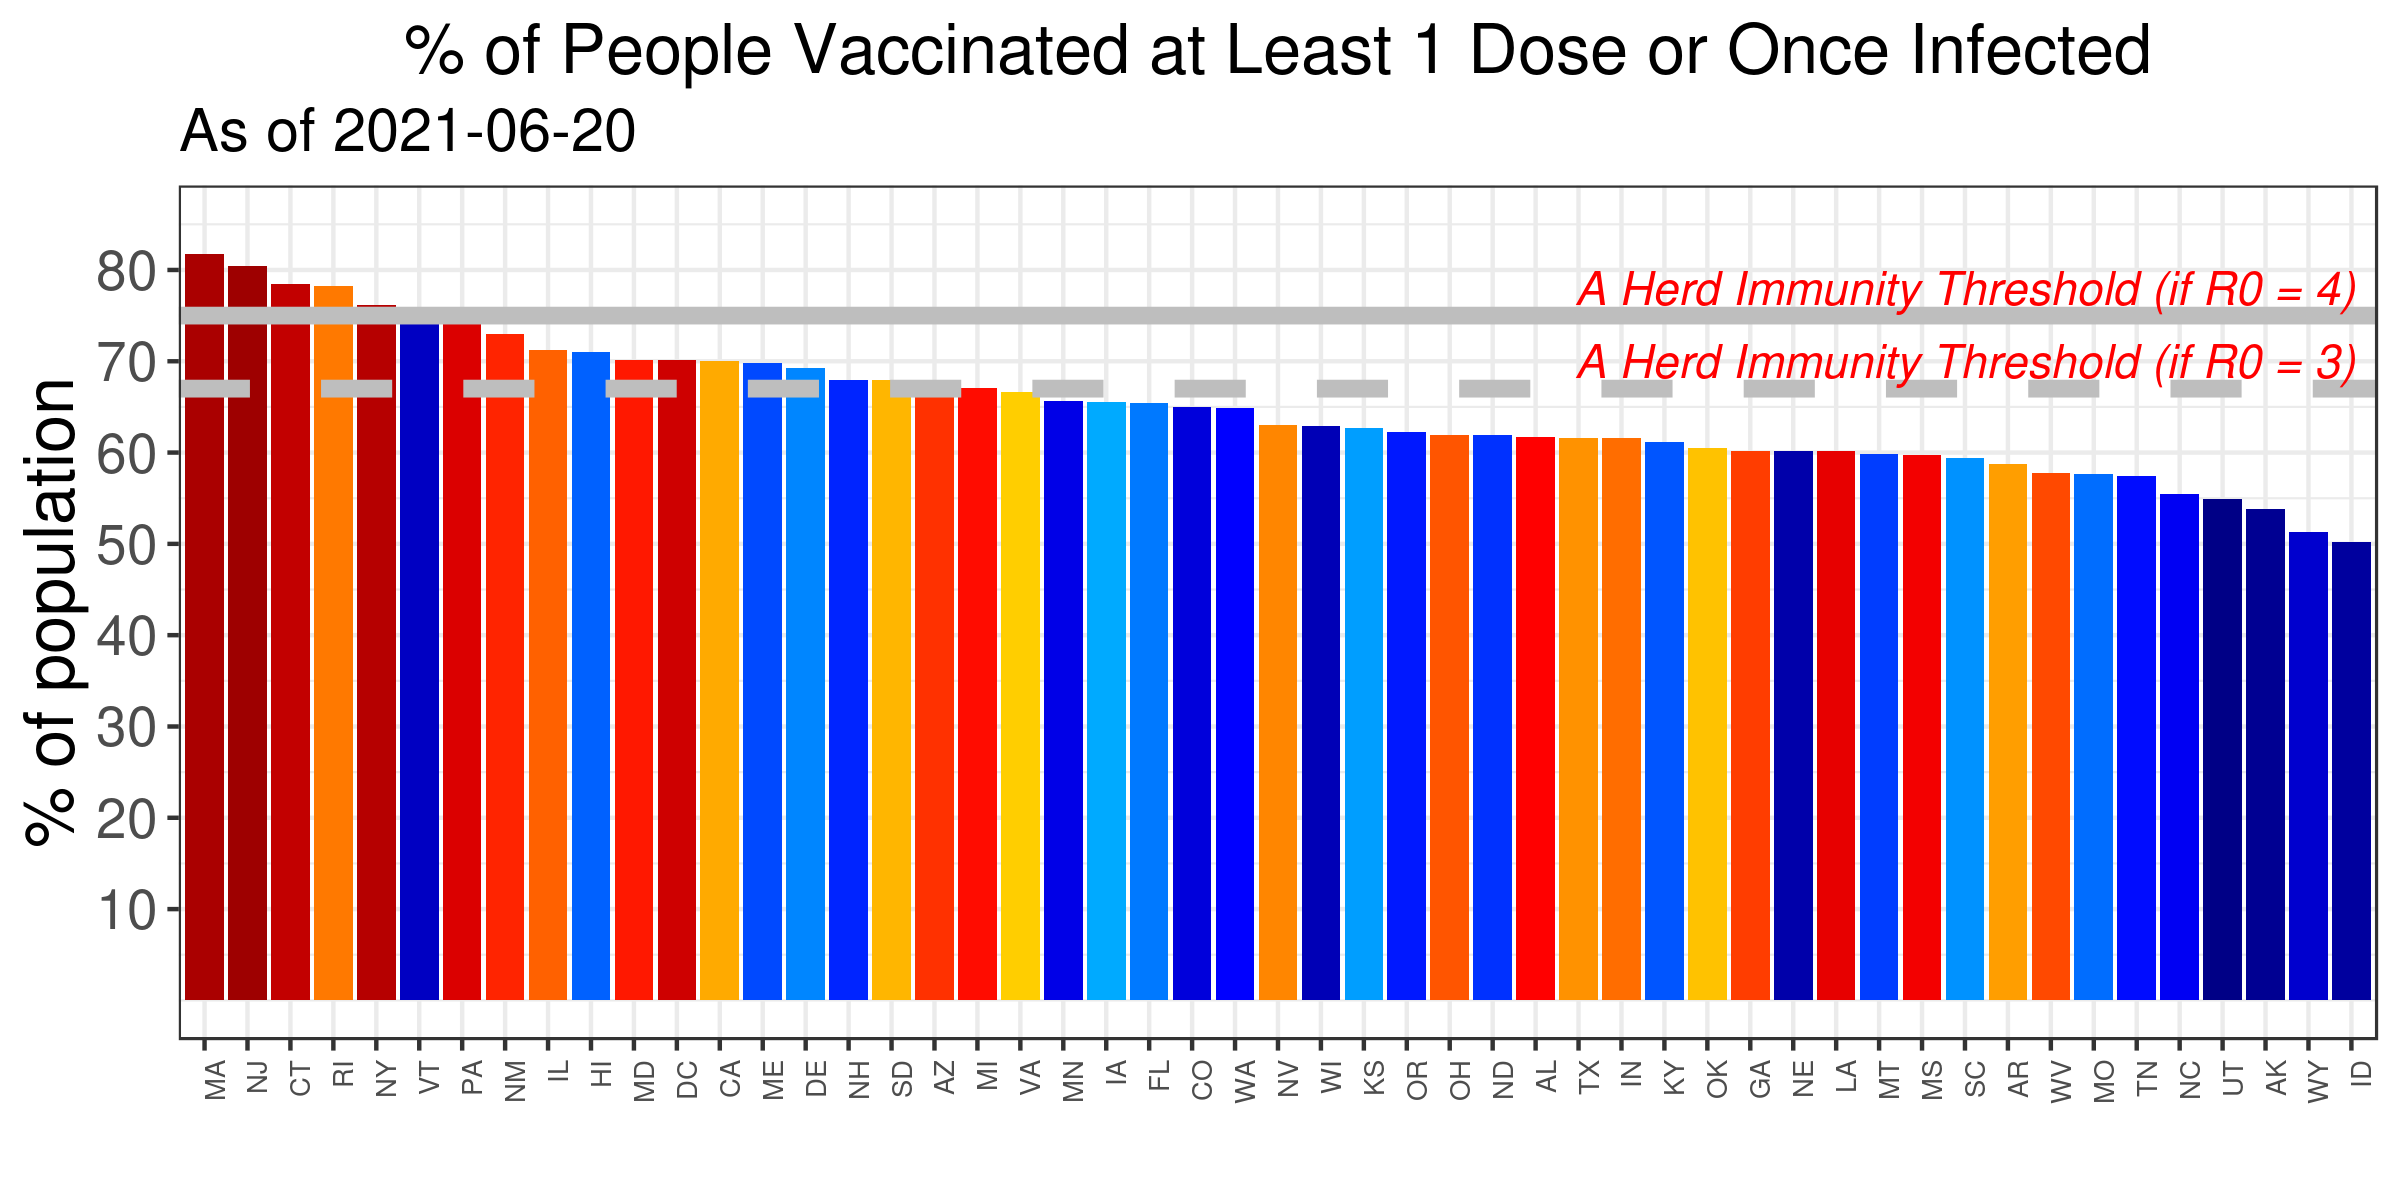 % of People Vaccinated at Least 1 Dose or Once Infected
As of 2021-06-20
% of population
80
70
60
50
40
30
20
10
A Herd Immunity Threshold (if R0 = 4)
A Herd Immunity Threshold (if R0 = 3)
MA NJ CT RI NY VT PA NM IL HI MD DC CA ME DE NH SD AZ MI VA MN IA FL CO WA NV WI KS OR OH ND AL TX IN KY OK GA NE LA MT MS SC AR WV MO TN NC UT AK WY ID